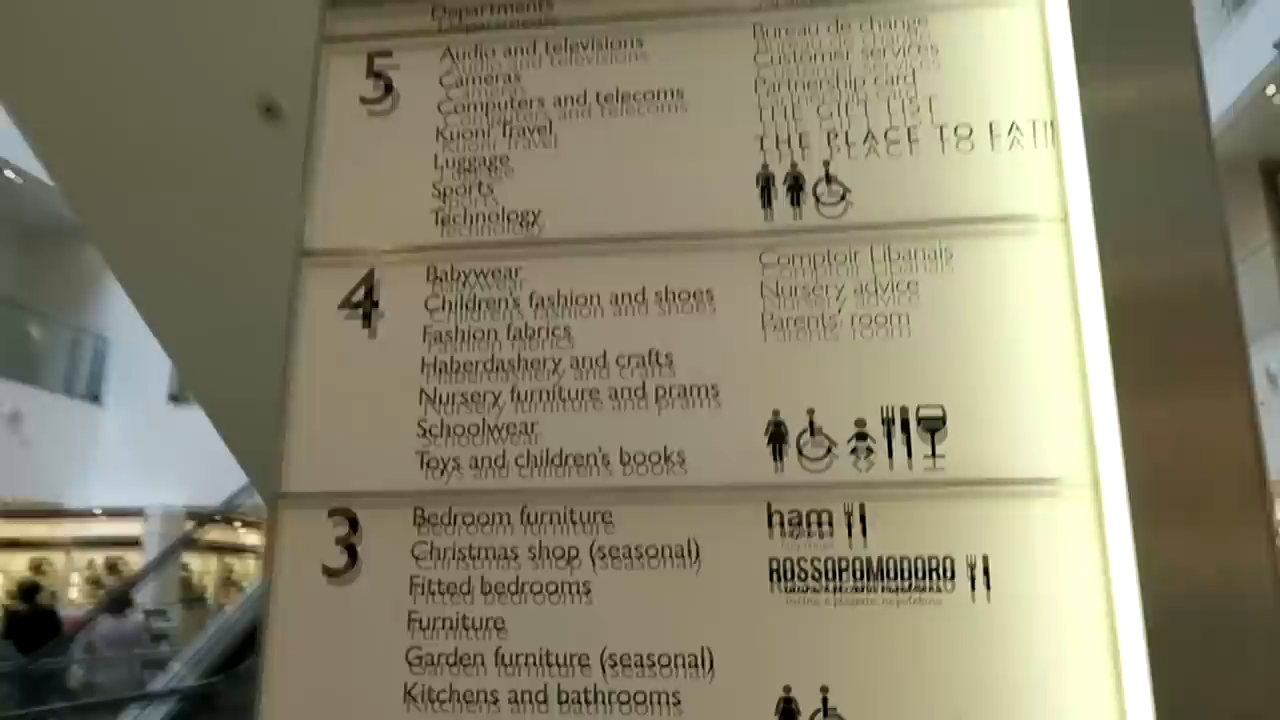 Departments
5
Audio and televisions
Cameras
Computers and telecoms
Kuoni Travel
Luggage
Sports
Technology
Bureau de change
Customer services
Partnership card
THE GIFT LIST
THE PLACE TO EAT
4
Babywear
Children's fashion and shoes
Fashion fabrics
Haberdashery and crafts
Nursery furniture and prams
Schoolwear
Toys and children's books
Comptoir Libanais
Nursery advice
Parents' room
3
Bedroom furniture
Christmas shop (seasonal)
Fitted bedrooms
Furniture
Garden furniture (seasonal)
Kitchens and bathrooms
ham
ROSSOPOMODORO